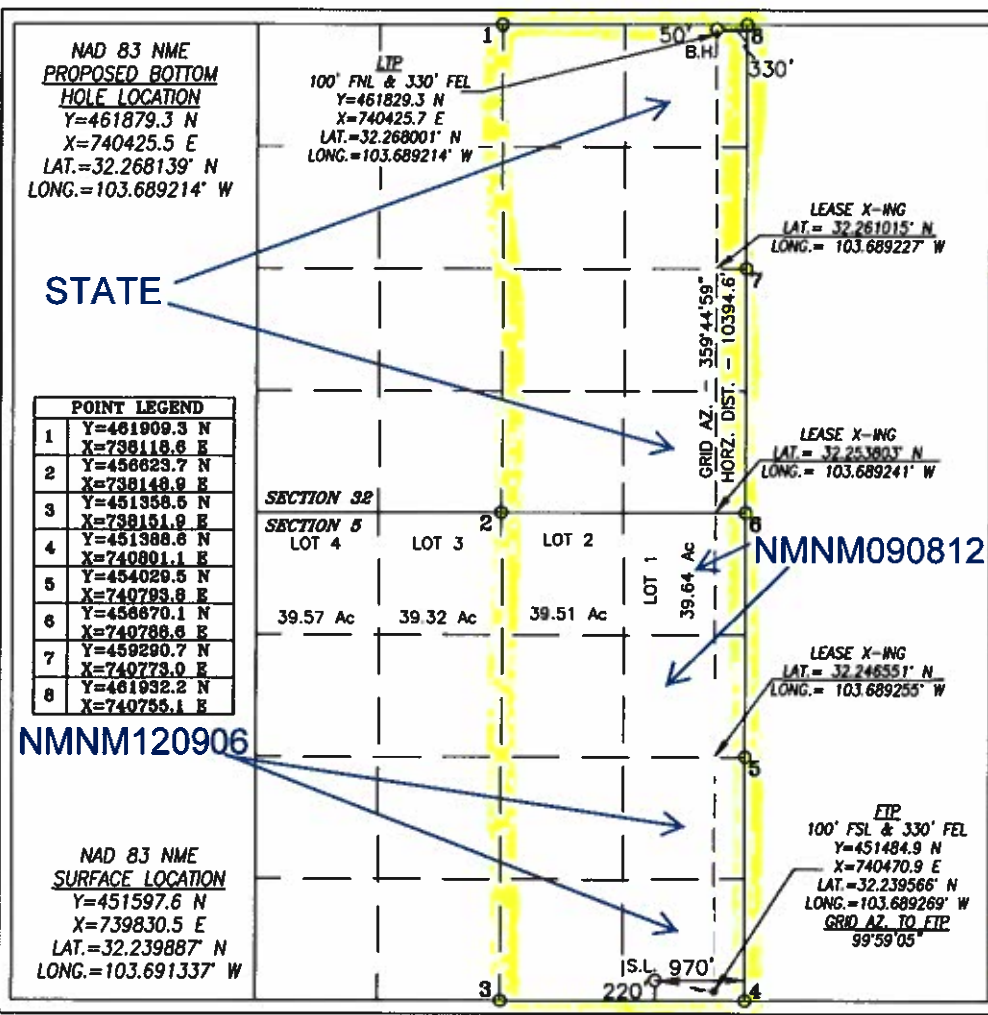 NAD 83 NME
PROPOSED BOTTOM
HOLE LOCATION
Y=461879.3 N
X=740425.5 E
LAT.=32.268139° N
LONG.=103.689214° W
LTP
100' FNL & 330' FEL
Y=461829.3 N
X=740425.7 E
LAT.=32.268001° N
LONG.=103.689214° W
1
50'
B.H.
8
330'
STATE
LEASE X-ING
LAT.= 32.261015° N
LONG.= 103.689227° W
7
GRID AZ. - 359°44'59"
HORZ. DIST. - 10394.6'
POINT LEGEND
1 Y=461909.3 N
X=738118.6 E
2 Y=456623.7 N
X=738148.9 E
3 Y=451358.5 N
X=738151.9 E
4 Y=451388.6 N
X=740801.1 E
5 Y=454029.5 N
X=740793.8 E
6 Y=456670.1 N
X=740786.6 E
7 Y=459290.7 N
X=740773.0 E
8 Y=461932.2 N
X=740755.1 E
LEASE X-ING
LAT.= 32.253803° N
LONG.= 103.689241° W
SECTION 32
SECTION 5
2
6
LOT 4
LOT 3
LOT 2
LOT 1
39.57 Ac
39.32 Ac
39.51 Ac
39.64 Ac
NMNM090812
LEASE X-ING
LAT.= 32.246551° N
LONG.= 103.689255° W
NMNM120906
5
FTP
100' FSL & 330' FEL
Y=451484.9 N
X=740470.9 E
LAT.=32.239566° N
LONG.=103.689269° W
GRID AZ. TO FTP
99°59'05"
NAD 83 NME
SURFACE LOCATION
Y=451597.6 N
X=739830.5 E
LAT.=32.239887° N
LONG.=103.691337° W
S.L.
970'
220'
3
4